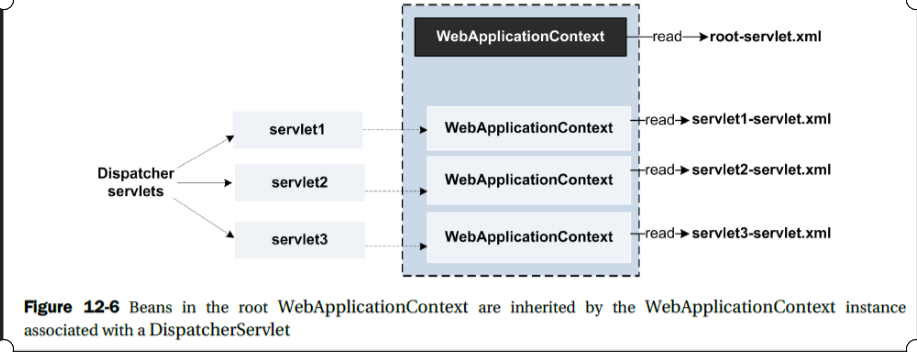 WebApplicationContext
read
root-servlet.xml
servlet1
WebApplicationContext
read
servlet1-servlet.xml
Dispatcher
servlets
servlet2
WebApplicationContext
read
servlet2-servlet.xml
servlet3
WebApplicationContext
read
servlet3-servlet.xml
Figure 12-6 Beans in the root WebApplicationContext are inherited by the WebApplicationContext instance
associated with a DispatcherServlet